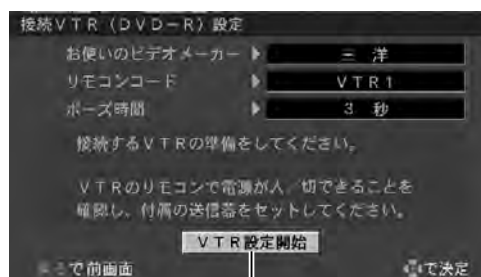 接続VTR（DVD-R）設定
お使いのビデオメーカー ▶ 三 洋
リモコンコード ▶ VTR1
ポーズ時間 ▶ 3 秒
接続するVTRの準備をしてください。
VTRのリモコンで電源が入／切できることを
確認し、付属の送信器をセットしてください。
VTR設定開始
で前画面
で決定